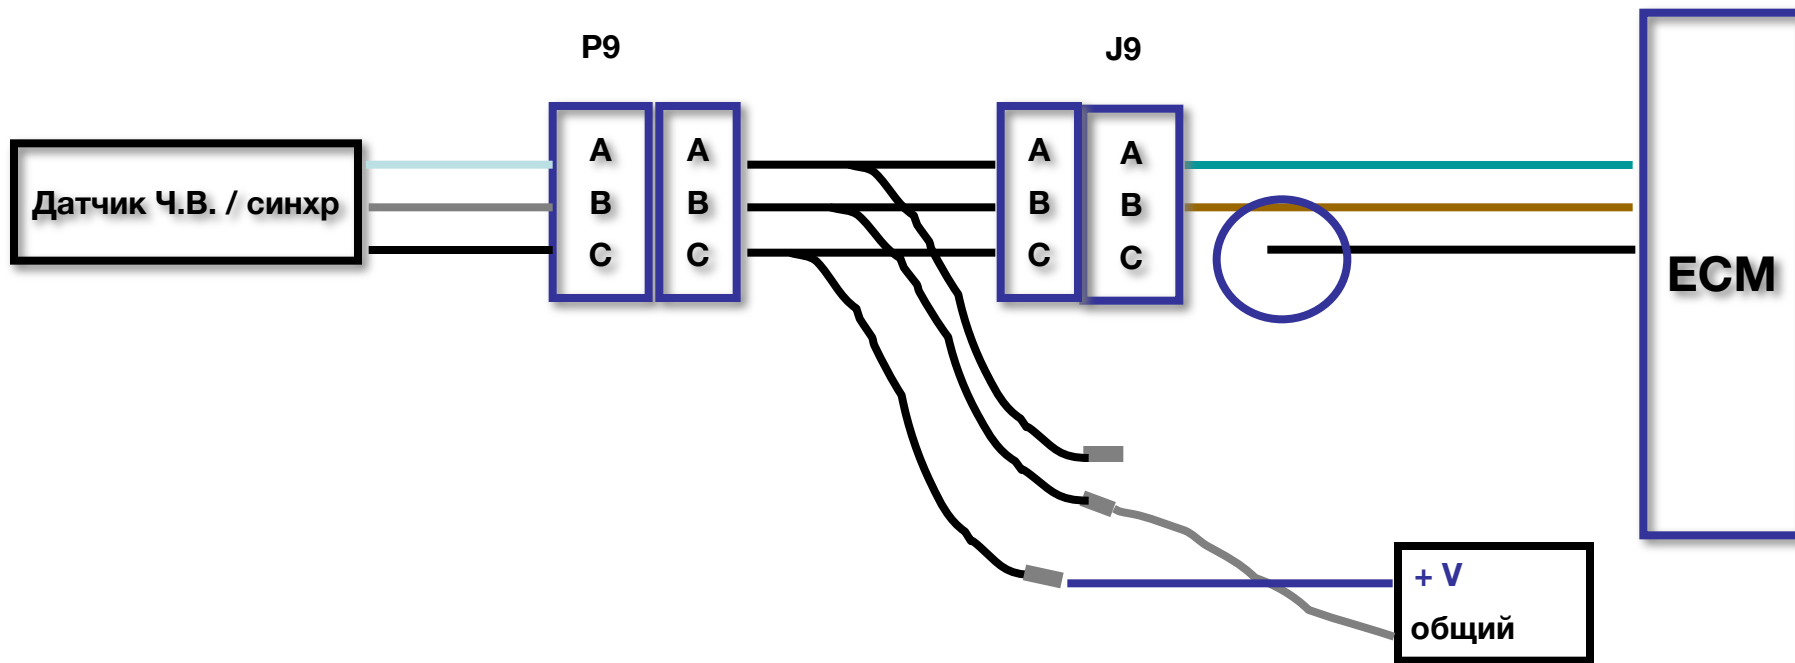 P9
J9
A A A A
Датчик Ч.В. / синхр
B B B B
C C C C
ECM
+ V
общий